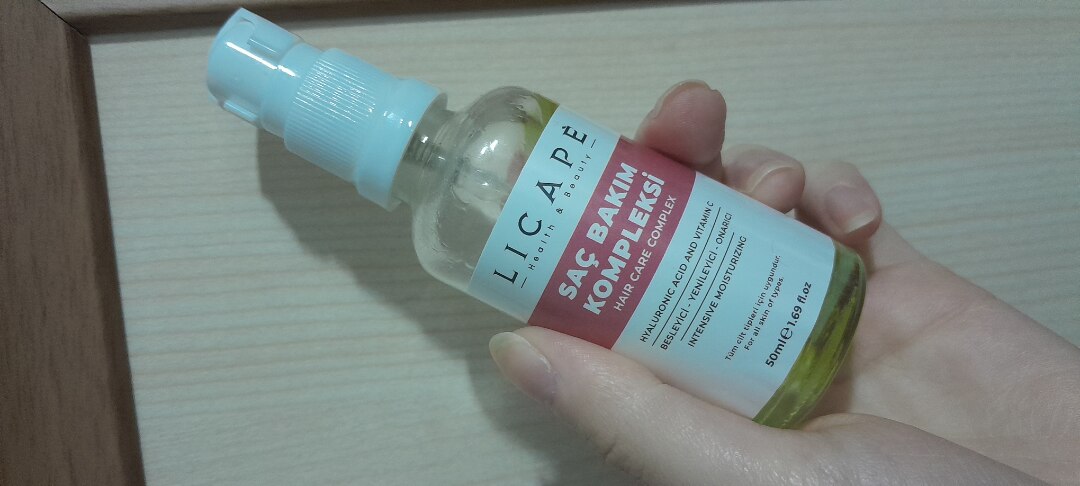 LICAPÈ
Health & Beauty
SAÇ BAKIM
KOMPLEKSİ
HAIR CARE COMPLEX
HYALURONIC ACID AND VITAMIN C
BESLEYİCİ - YENİLEYİCİ - ONARICI
INTENSIVE MOISTURIZING
Tüm cilt tipleri için uygundur.
For all skin of types.
50ml℮1.69 fl.oz